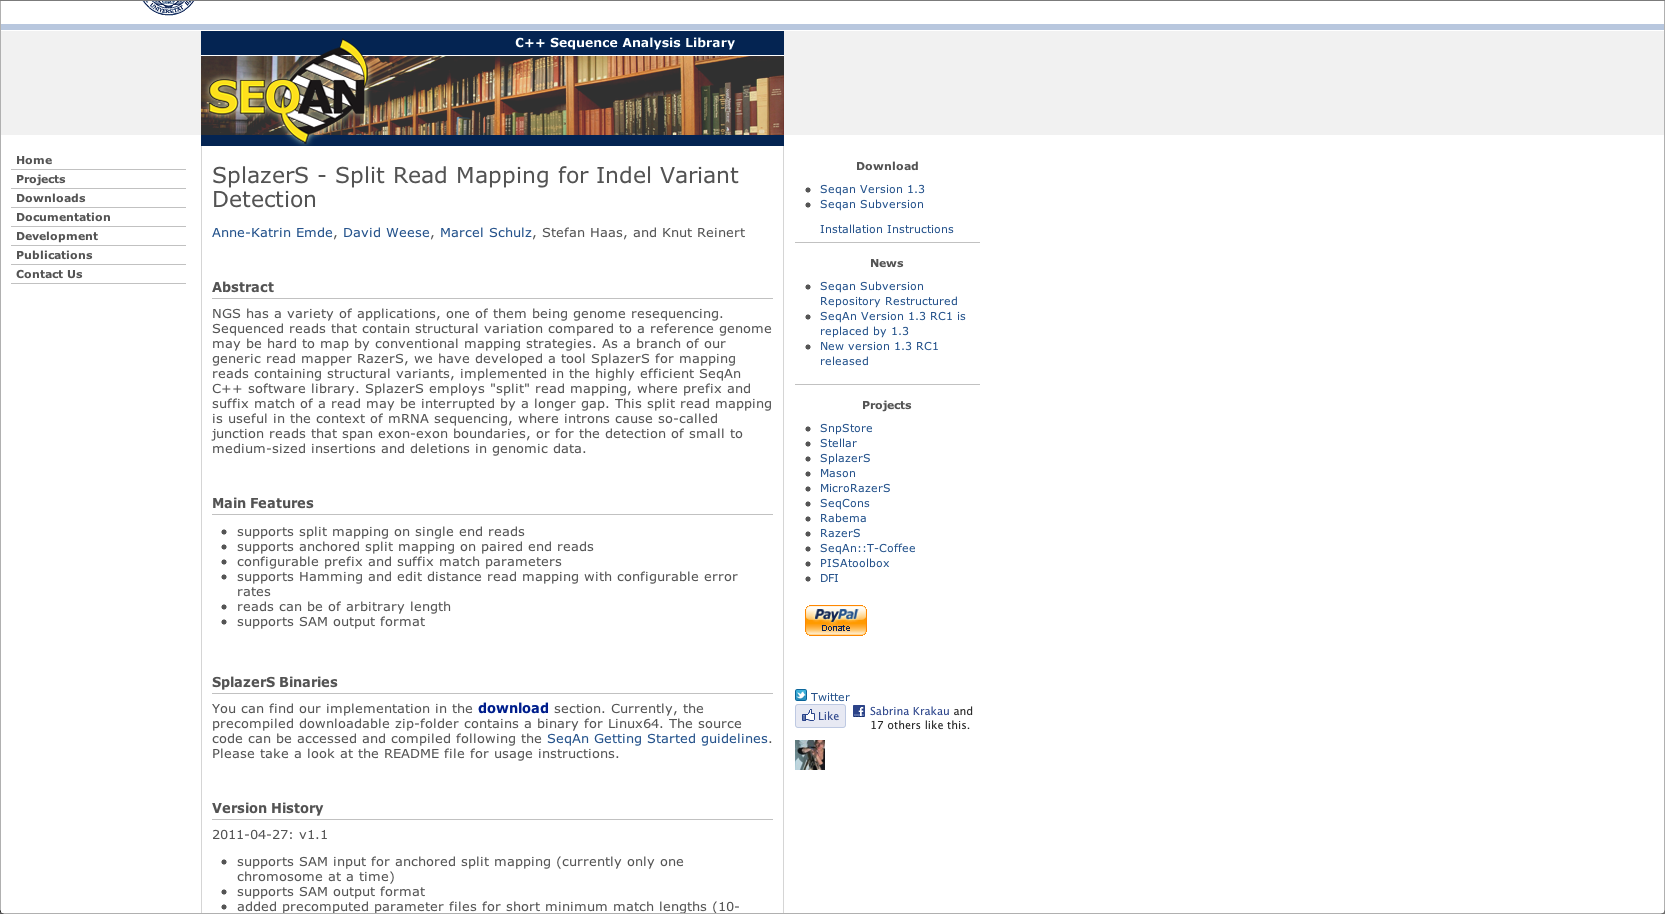 C++ Sequence Analysis Library
SEQAN
Home
Projects
Downloads
Documentation
Development
Publications
Contact Us
SplazerS - Split Read Mapping for Indel Variant
Detection
Anne-Katrin Emde, David Weese, Marcel Schulz, Stefan Haas, and Knut Reinert
Abstract
NGS has a variety of applications, one of them being genome resequencing.
Sequenced reads that contain structural variation compared to a reference genome
may be hard to map by conventional mapping strategies. As a branch of our
generic read mapper RazerS, we have developed a tool SplazerS for mapping
reads containing structural variants, implemented in the highly efficient SeqAn
C++ software library. SplazerS employs "split" read mapping, where prefix and
suffix match of a read may be interrupted by a longer gap. This split read mapping
is useful in the context of mRNA sequencing, where introns cause so-called
junction reads that span exon-exon boundaries, or for the detection of small to
medium-sized insertions and deletions in genomic data.
Main Features
supports split mapping on single end reads
supports anchored split mapping on paired end reads
configurable prefix and suffix match parameters
supports Hamming and edit distance read mapping with configurable error
rates
reads can be of arbitrary length
supports SAM output format
SplazerS Binaries
You can find our implementation in the download section. Currently, the
precompiled downloadable zip-folder contains a binary for Linux64. The source
code can be accessed and compiled following the SeqAn Getting Started guidelines.
Please take a look at the README file for usage instructions.
Version History
2011-04-27: v1.1
supports SAM input for anchored split mapping (currently only one
chromosome at a time)
supports SAM output format
added precomputed parameter files for short minimum match lengths (10-
Download
Seqan Version 1.3
Seqan Subversion
Installation Instructions
News
Seqan Subversion
Repository Restructured
SeqAn Version 1.3 RC1 is
replaced by 1.3
New version 1.3 RC1
released
Projects
SnpStore
Stellar
SplazerS
Mason
MicroRazerS
SeqCons
Rabema
RazerS
SeqAn::T-Coffee
PISAtoolbox
DFI
PayPal
Donate
Twitter
Like
Sabrina Krakau and
17 others like this.